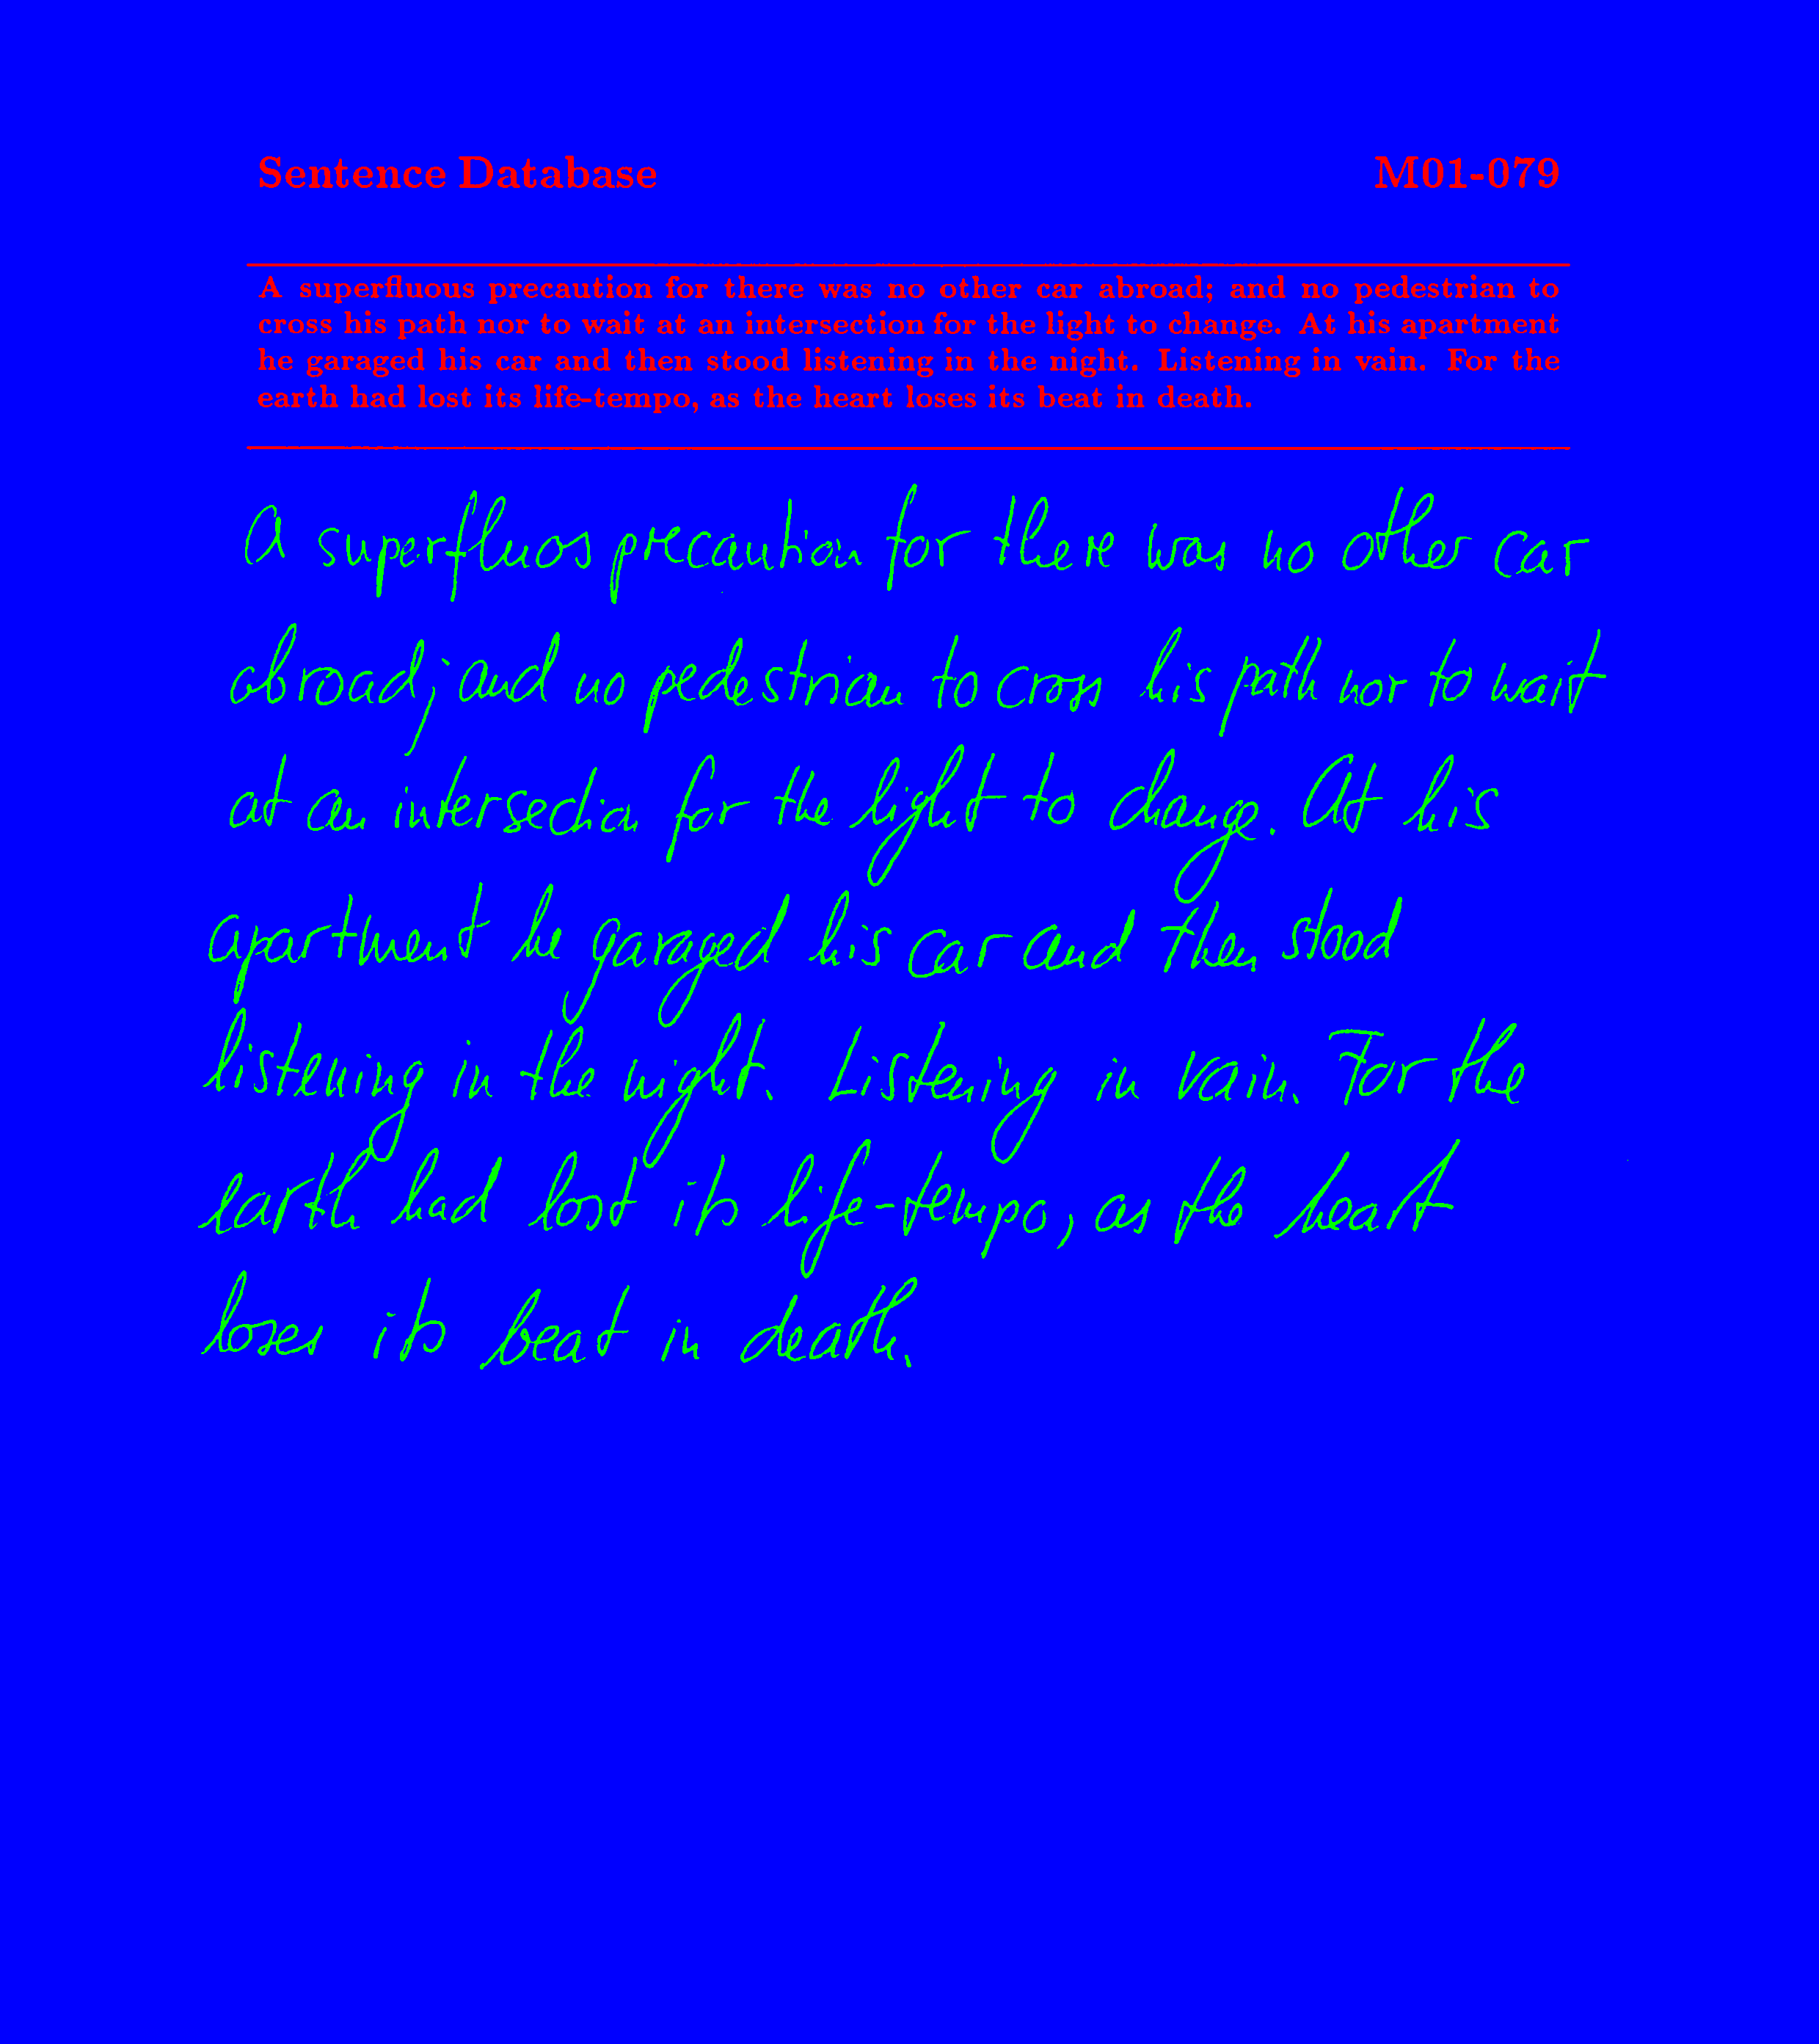 Sentence Database M01-079
A superfluous precaution for there was no other car abroad; and no pedestrian to
cross his path nor to wait at an intersection for the light to change. At his apartment
he garaged his car and then stood listening in the night. Listening in vain. For the
earth had lost its life-tempo, as the heart loses its beat in death.
A superfluos precaution for there was no other car
abroad; and no pedestrian to cross his path nor to wait
at an intersection for the light to change. At his
apartment he garaged his car and then stood
listening in the night. Listening in vain. For the
earth had lost its life-tempo, as the heart
loses its beat in death.